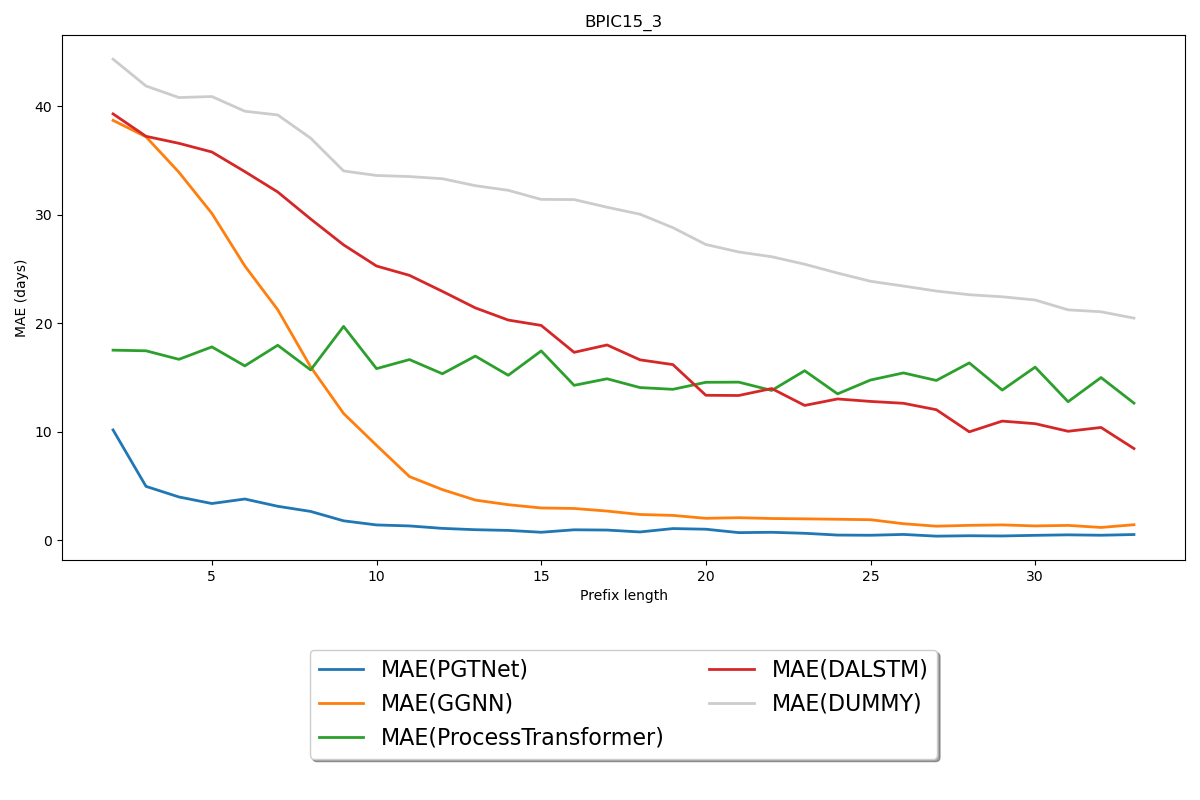 BPIC15_3
MAE (days)
40
30
20
10
0
5 10 15 20 25 30
Prefix length
MAE(PGTNet)
MAE(GGNN)
MAE(ProcessTransformer)
MAE(DALSTM)
MAE(DUMMY)